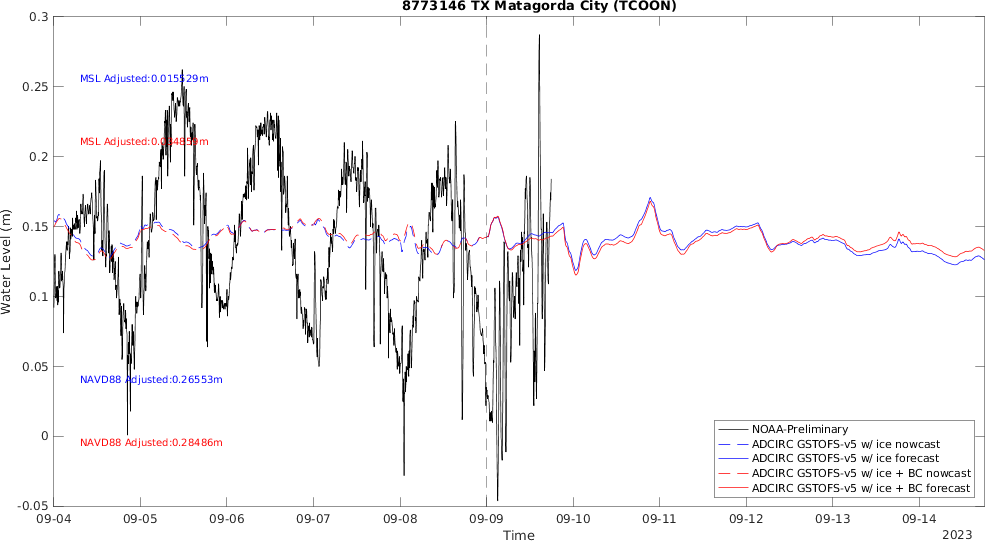 8773146 TX Matagorda City (TCOON)
0.3
0.25
0.2
0.15
0.1
0.05
0
-0.05
Water Level (m)
MSL Adjusted:0.015529m
MSL Adjusted:0.034859m
NAVD88 Adjusted:0.26553m
NAVD88 Adjusted:0.28486m
NOAA-Preliminary
ADCIRC GSTOFS-v5 w/ ice nowcast
ADCIRC GSTOFS-v5 w/ ice forecast
ADCIRC GSTOFS-v5 w/ ice + BC nowcast
ADCIRC GSTOFS-v5 w/ ice + BC forecast
09-04 09-05 09-06 09-07 09-08 09-09 09-10 09-11 09-12 09-13 09-14
Time
2023